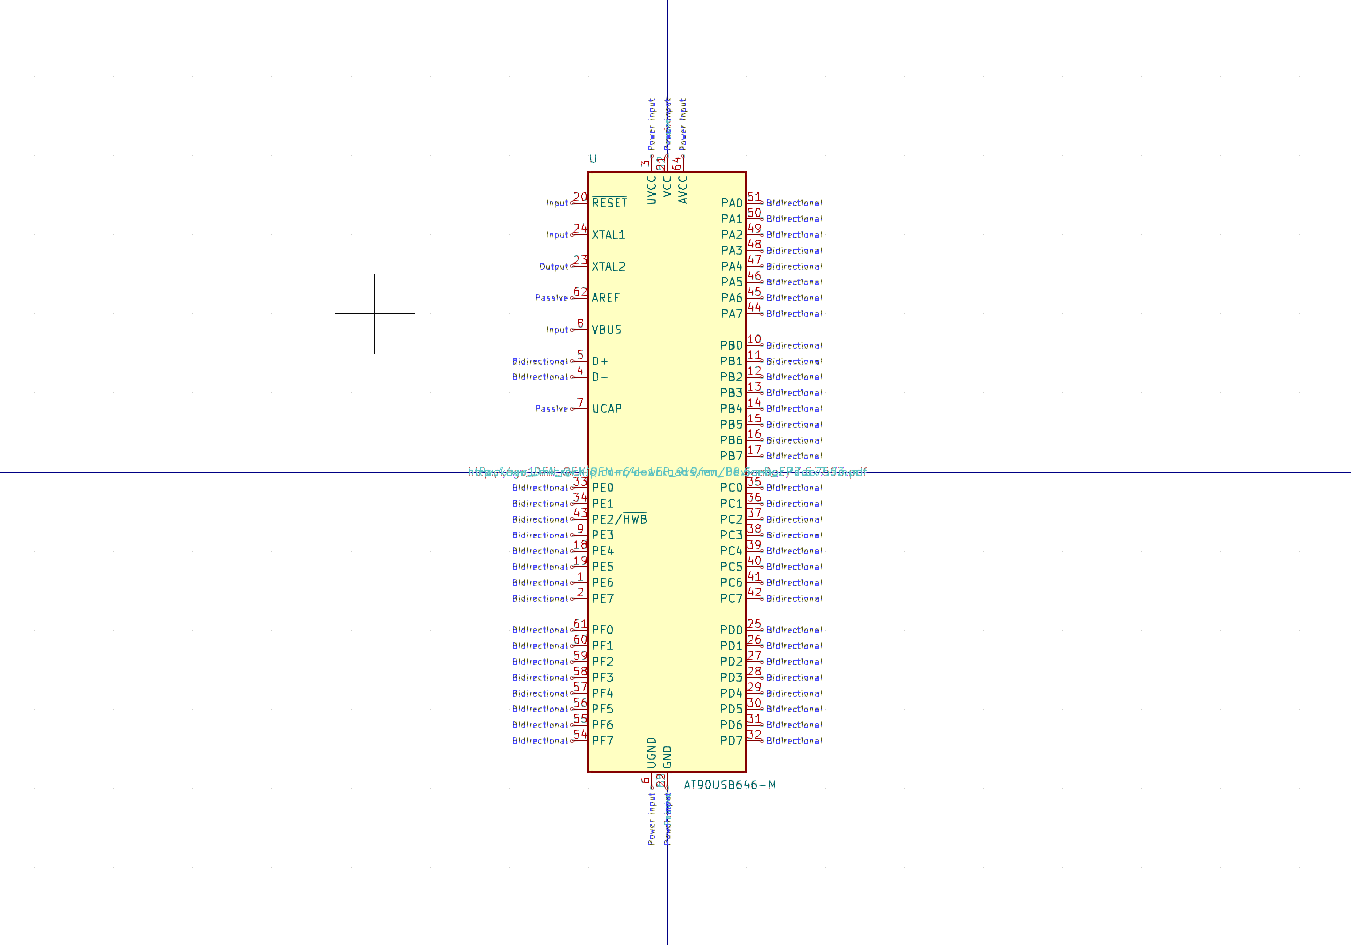 Power input
Power input
U
3
64
UVCC
VCC
AVCC
Input 20 RESET
PA0 51 Bidirectional
PA1 50 Bidirectional
Input 24 XTAL1
PA2 49 Bidirectional
PA3 48 Bidirectional
Output 23 XTAL2
PA4 47 Bidirectional
PA5 46 Bidirectional
Passive 62 AREF
PA6 45 Bidirectional
PA7 44 Bidirectional
Input 8 VBUS
PB0 10 Bidirectional
Bidirectional 5 D+
PB1 11 Bidirectional
Bidirectional 4 D-
PB2 12 Bidirectional
PB3 13 Bidirectional
Passive 7 UCAP
PB4 14 Bidirectional
PB5 15 Bidirectional
PB6 16 Bidirectional
PB7 17 Bidirectional
Bidirectional 33 PE0
PC0 35 Bidirectional
Bidirectional 34 PE1
PC1 36 Bidirectional
Bidirectional 43 PE2/HWB
PC2 37 Bidirectional
Bidirectional 9 PE3
PC3 38 Bidirectional
Bidirectional 18 PE4
PC4 39 Bidirectional
Bidirectional 19 PE5
PC5 40 Bidirectional
Bidirectional 1 PE6
PC6 41 Bidirectional
Bidirectional 2 PE7
PC7 42 Bidirectional
Bidirectional 61 PF0
PD0 25 Bidirectional
Bidirectional 60 PF1
PD1 26 Bidirectional
Bidirectional 59 PF2
PD2 27 Bidirectional
Bidirectional 58 PF3
PD3 28 Bidirectional
Bidirectional 57 PF4
PD4 29 Bidirectional
Bidirectional 56 PF5
PD5 30 Bidirectional
Bidirectional 55 PF6
PD6 31 Bidirectional
Bidirectional 54 PF7
PD7 32 Bidirectional
UGND
GND
6
AT90USB646-M
Power input